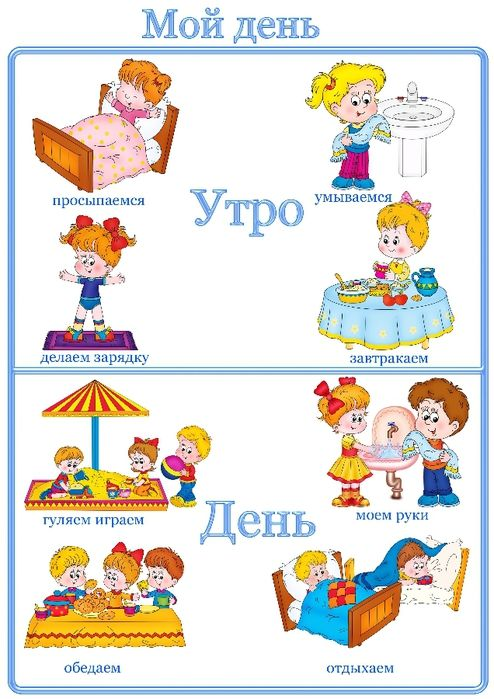 Мой день
просыпаемся
умываемся
Утро
делаем зарядку
завтракаем
гуляем играем
моем руки
День
обедаем
отдыхаем